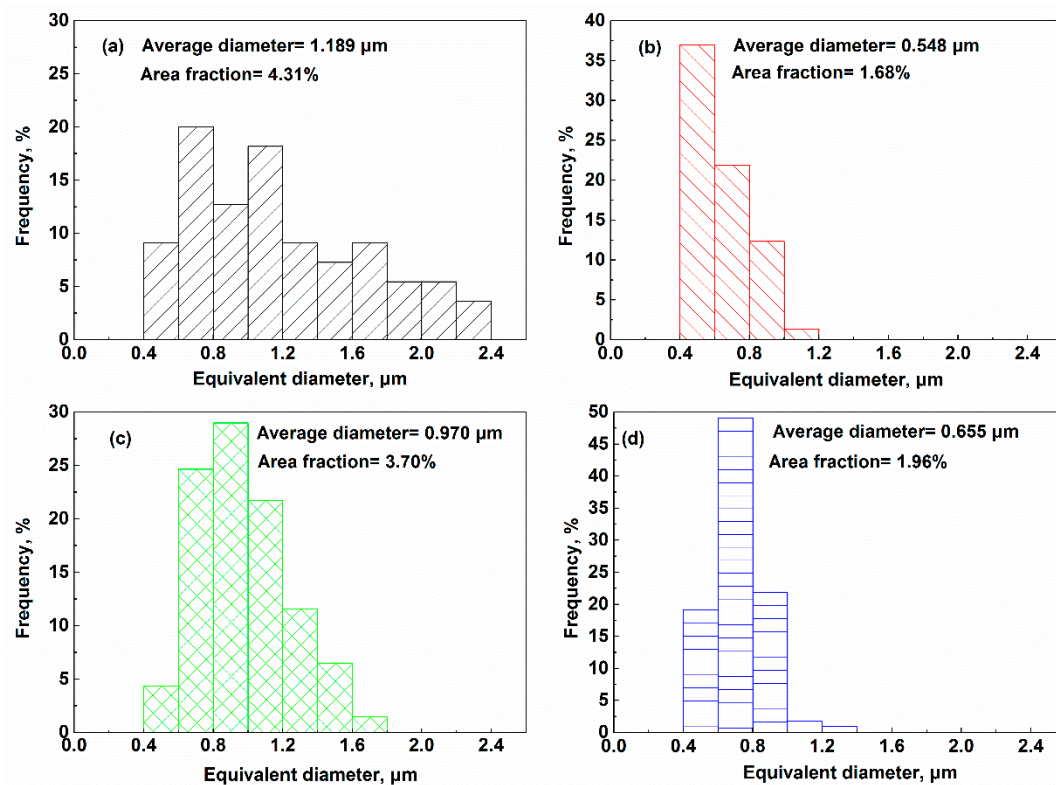 (a) Average diameter= 1.189 µm
Area fraction= 4.31%
Frequency, %
30
25
20
15
10
5
0
0.0 0.4 0.8 1.2 1.6 2.0 2.4
Equivalent diameter, µm
(b) Average diameter= 0.548 µm
Area fraction= 1.68%
Frequency, %
40
35
30
25
20
15
10
5
0
0.0 0.4 0.8 1.2 1.6 2.0 2.4
Equivalent diameter, µm
(c) Average diameter= 0.970 µm
Area fraction= 3.70%
Frequency, %
30
25
20
15
10
5
0
0.0 0.4 0.8 1.2 1.6 2.0 2.4
Equivalent diameter, µm
(d) Average diameter= 0.655 µm
Area fraction= 1.96%
Frequency, %
50
45
40
35
30
25
20
15
10
5
0
0.0 0.4 0.8 1.2 1.6 2.0 2.4
Equivalent diameter, µm